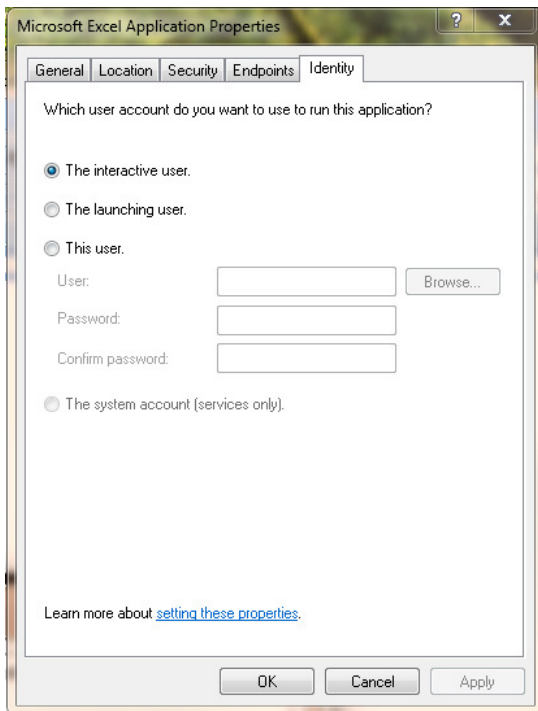 Microsoft Excel Application Properties
? X
General Location Security Endpoints Identity
Which user account do you want to use to run this application?
The interactive user.
The launching user.
This user.
User:
Browse...
Password:
Confirm password:
The system account (services only).
Learn more about setting these properties.
OK Cancel Apply